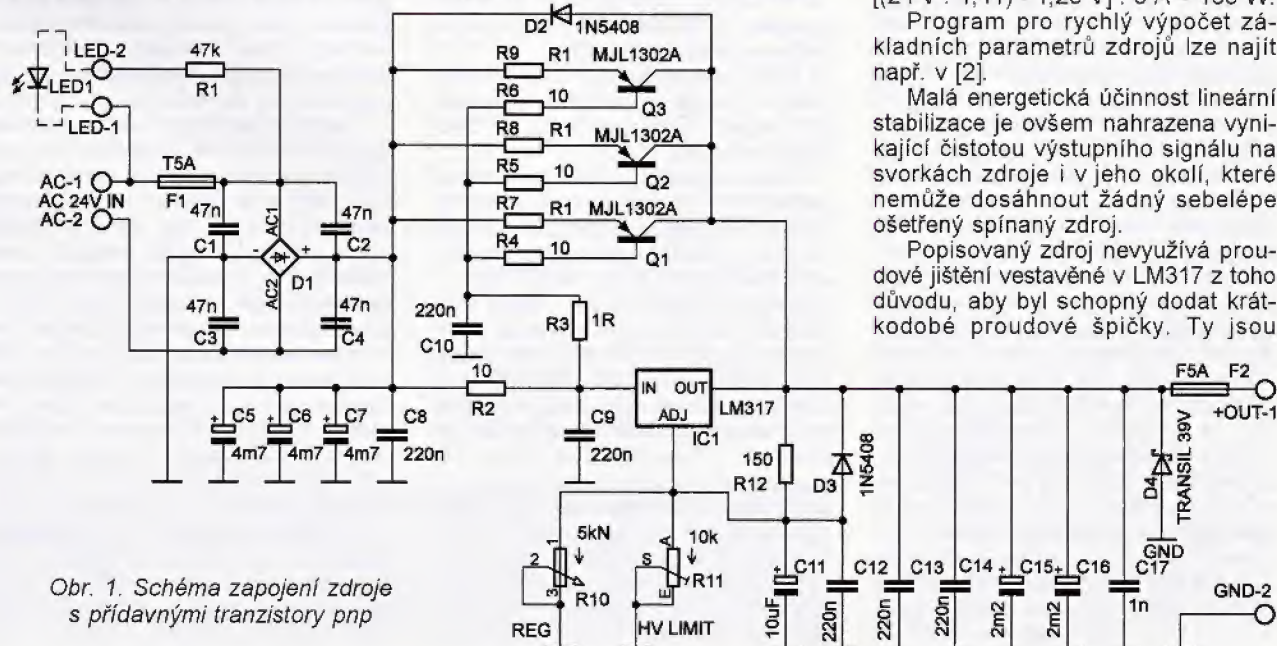 [(24 V . 1,41) - 1,25 V] . 5 A = 163 W.
Program pro rychlý výpočet zá-
kladních parametrů zdrojů lze najít
např. v [2].
Malá energetická účinnost lineární
stabilizace je ovšem nahrazena vyni-
kající čistotou výstupního signálu na
svorkách zdroje i v jeho okolí, které
nemůže dosáhnout žádný sebelépe
ošetřený spínaný zdroj.
Popisovaný zdroj nevyužívá prou-
dové jištění vestavěné v LM317 z toho
důvodu, aby byl schopný dodat krát-
kodobé proudové špičky. Ty jsou
D2
1N5408
LED-2
47k
R1
LED1
LED-1
R9
R1
MJL1302A
R6
10
Q3
R8
R1
MJL1302A
R5
10
Q2
R7
R1
MJL1302A
R4
10
Q1
AC-1
AC 24V IN
AC-2
T5A
F1
47n
C1
AC1
47n
C2
-
+
D1
AC2
47n
C3
47n
C4
220n
C10
R3
1R
10
R2
IN OUT
ADJ
LM317
IC1
+
C5
4m7
+
C6
4m7
+
C7
4m7
C8
220n
C9
220n
150
R12
D3
1N5408
F5A
F2
+OUT-1
D4
TRANSIL 39V
GND
1
2
3
5kN
R10
REG
A
S
E
10k
R11
HV LIMIT
+
C11
10uF
C12
220n
C13
220n
C14
220n
+
C15
2m2
+
C16
2m2
C17
1n
GND-2
Obr. 1. Schéma zapojení zdroje
s přídavnými tranzistory pnp